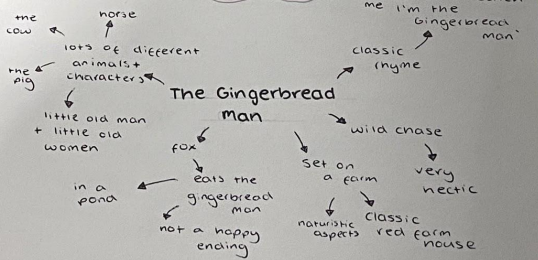 me I'm the
Gingerbread
man"
the
cow
horse
lots of different
animals +
characters
the
pig
little old man
+ little old
women
classic
rhyme
The Gingerbread
man
wild chase
very
hectic
fox
eats the
gingerbread
man
in a
pond
not a happy
ending
set on
a farm
naturistic
aspects
classic
red farm
house